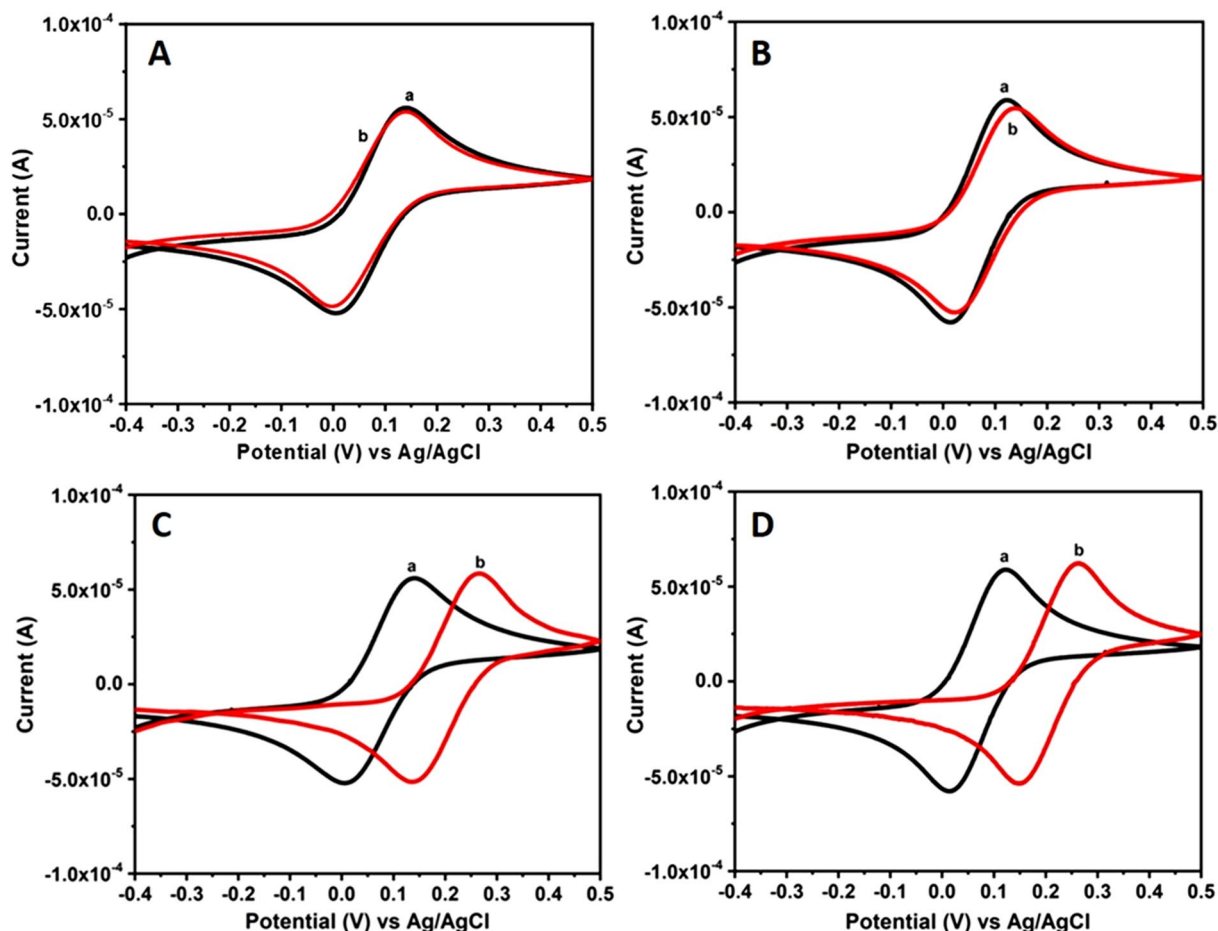 A
a
b
1.0x10⁻⁴
5.0x10⁻⁵
0.0
-5.0x10⁻⁵
-1.0x10⁻⁴
Current (A)
-0.4 -0.3 -0.2 -0.1 0.0 0.1 0.2 0.3 0.4 0.5
Potential (V) vs Ag/AgCl
B
a
b
1.0x10⁻⁴
5.0x10⁻⁵
0.0
-5.0x10⁻⁵
-1.0x10⁻⁴
Current (A)
-0.4 -0.3 -0.2 -0.1 0.0 0.1 0.2 0.3 0.4 0.5
Potential (V) vs Ag/AgCl
C
a
b
1.0x10⁻⁴
5.0x10⁻⁵
0.0
-5.0x10⁻⁵
-1.0x10⁻⁴
Current (A)
-0.4 -0.3 -0.2 -0.1 0.0 0.1 0.2 0.3 0.4 0.5
Potential (V) vs Ag/AgCl
D
a
b
1.0x10⁻⁴
5.0x10⁻⁵
0.0
-5.0x10⁻⁵
-1.0x10⁻⁴
Current (A)
-0.4 -0.3 -0.2 -0.1 0.0 0.1 0.2 0.3 0.4 0.5
Potential (V) vs Ag/AgCl